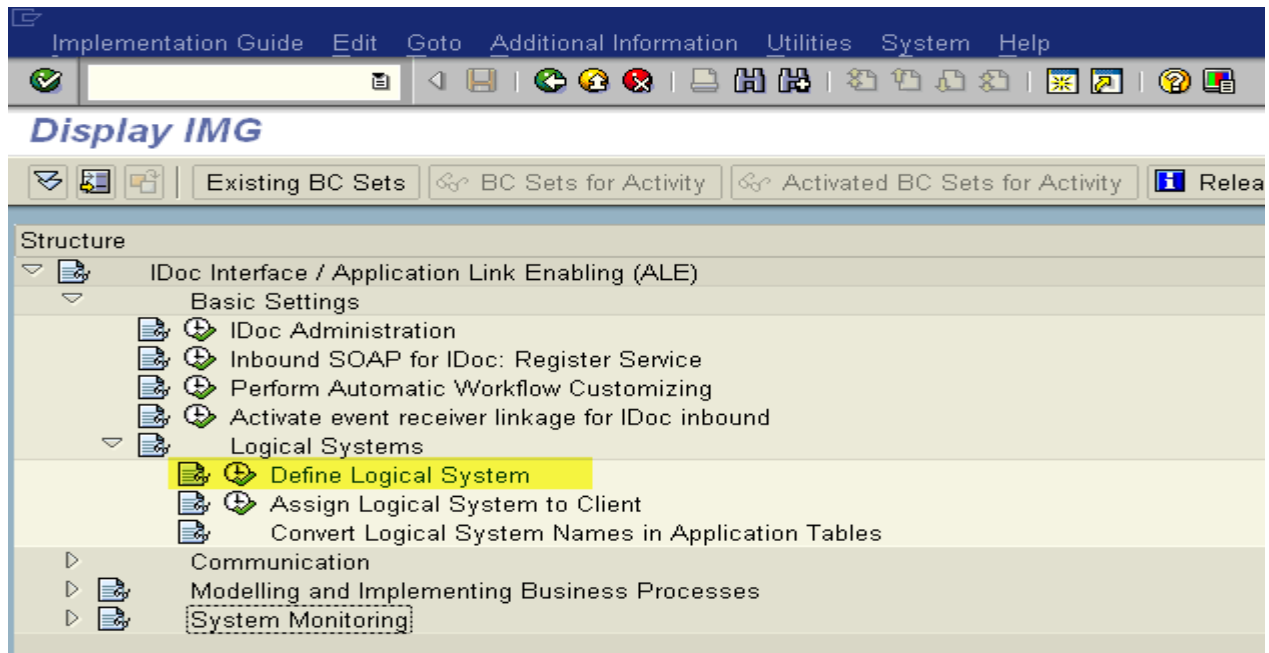 Implementation Guide Edit Goto Additional Information Utilities System Help
Display IMG
Existing BC Sets BC Sets for Activity Activated BC Sets for Activity Relea
Structure
IDoc Interface / Application Link Enabling (ALE)
Basic Settings
IDoc Administration
Inbound SOAP for IDoc: Register Service
Perform Automatic Workflow Customizing
Activate event receiver linkage for IDoc inbound
Logical Systems
Define Logical System
Assign Logical System to Client
Convert Logical System Names in Application Tables
Communication
Modelling and Implementing Business Processes
System Monitoring